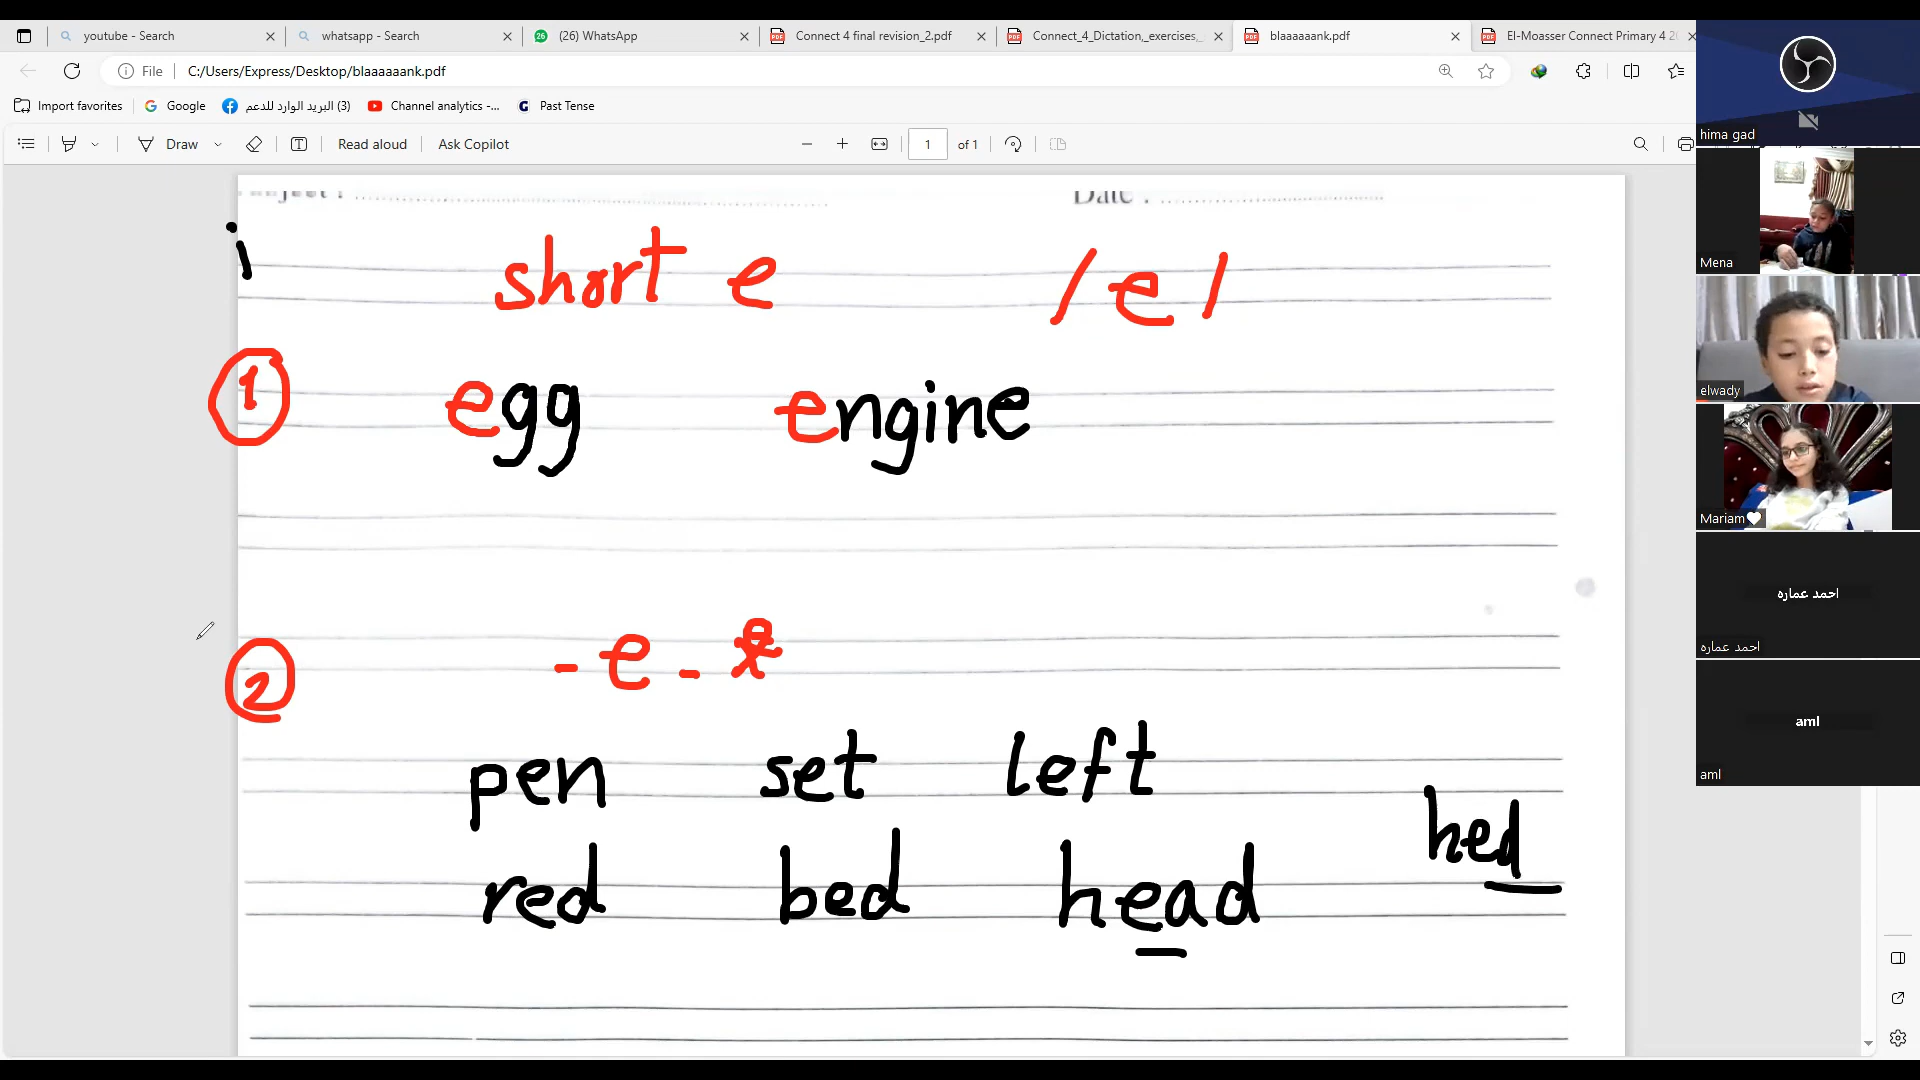 youtube - Search
whatsapp - Search
(26) WhatsApp
Connect 4 final revision_2.pdf
Connect_4_Dictation,_exercises,_
blaaaaaank.pdf
El-Moasser Connect Primary 4 2
File
C:/Users/Express/Desktop/blaaaaaank.pdf
Import favorites
Google
(3) البريد الوارد للدعم
Channel analytics -...
Past Tense
Draw
Read aloud
Ask Copilot
1 of 1
Date :
i
short e /e/
1 egg engine
2 - e -
pen set left
hed
red bed head
hima gad
Mena
elwady
Mariam🤍
احمد عماره
احمد عماره
aml
aml